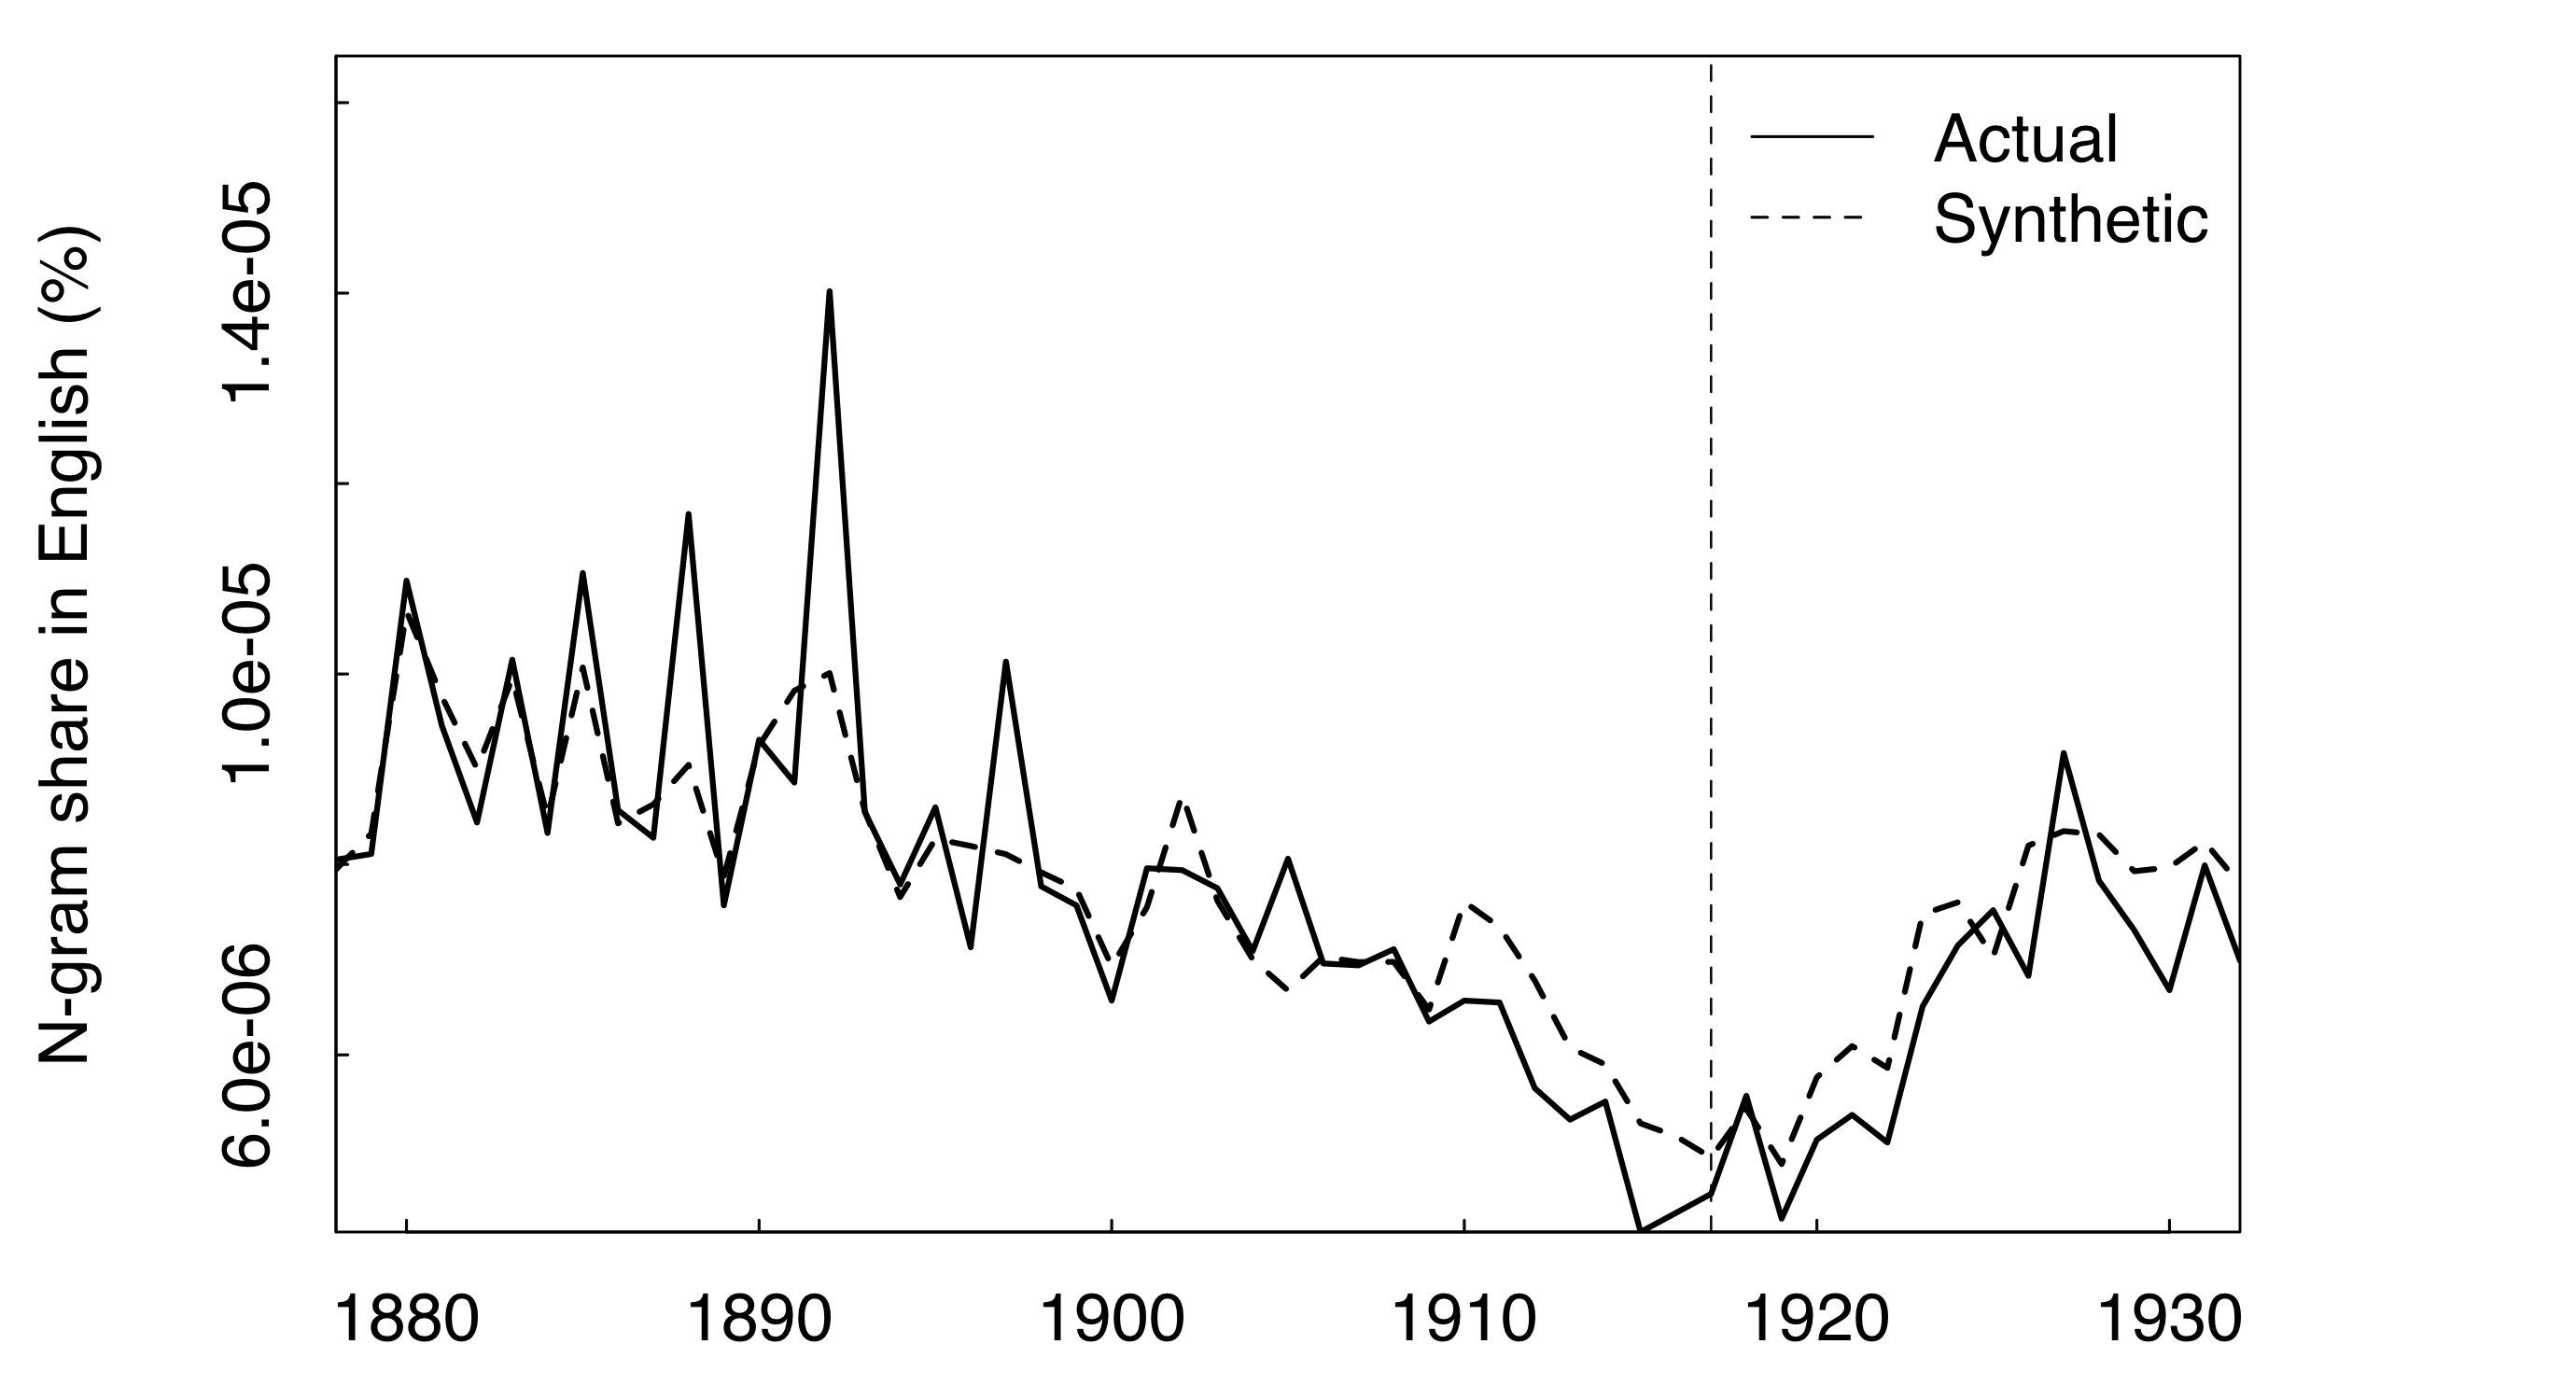 N-gram share in English (%)
1.4e-05
1.0e-05
6.0e-06
Actual
Synthetic
1880 1890 1900 1910 1920 1930